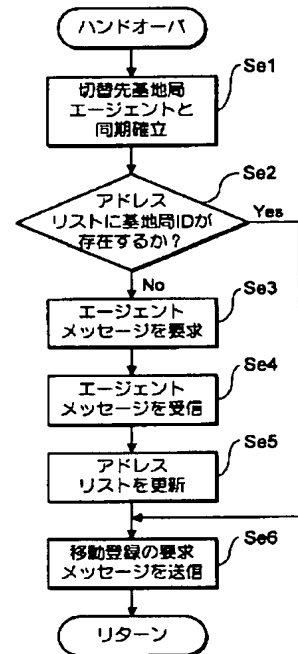 ハンドオーバ
Se1
切替先基地局
エージェントと
同期確立
Se2
アドレス
リストに基地局IDが
存在するか？
Yes
No
Se3
エージェント
メッセージを要求
Se4
エージェント
メッセージを受信
Se5
アドレス
リストを更新
Se6
移動登録の要求
メッセージを送信
リターン